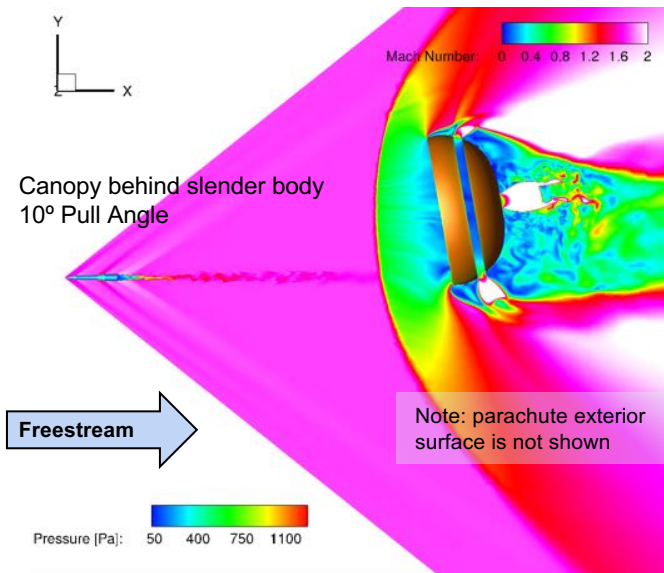 Y
Z
X
Mach Number:
0 0.4 0.8 1.2 1.6 2
Canopy behind slender body
10º Pull Angle
Freestream
Note: parachute exterior
surface is not shown
Pressure [Pa]:
50 400 750 1100